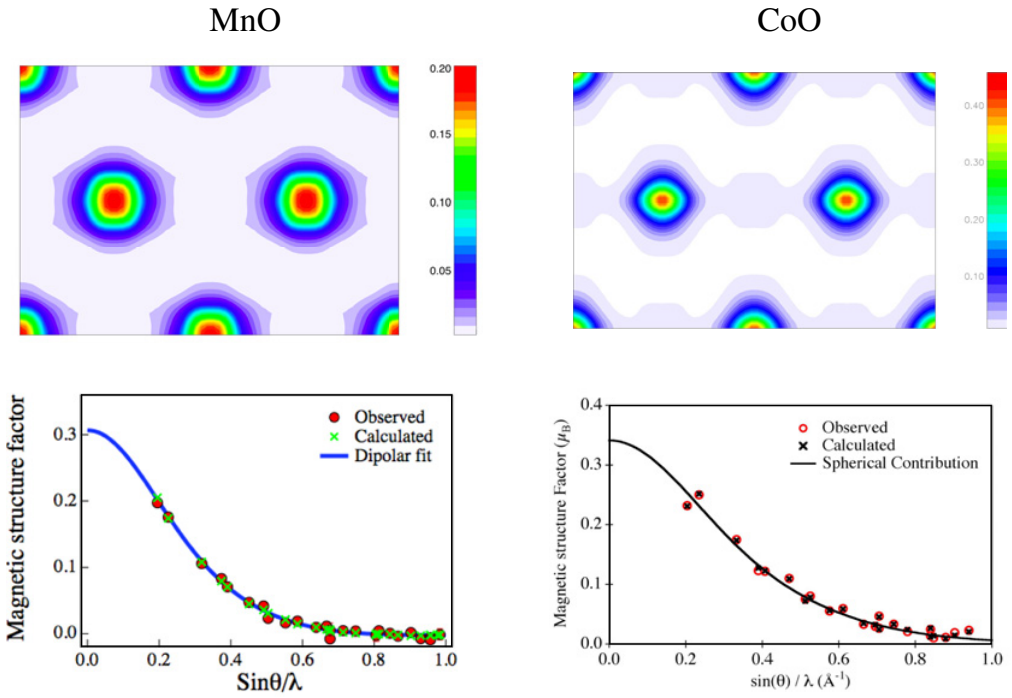 MnO
CoO
0.20
0.15
0.10
0.05
0.40
0.30
0.20
0.10
Magnetic structure factor
0.3
0.2
0.1
0.0
Observed
Calculated
Dipolar fit
0.0 0.2 0.4 0.6 0.8 1.0
Sinθ/λ
Magnetic structure Factor (μB)
0.4
0.3
0.2
0.1
0.0
Observed
Calculated
Spherical Contribution
0.0 0.2 0.4 0.6 0.8 1.0
sin(θ) / λ (Å⁻¹)